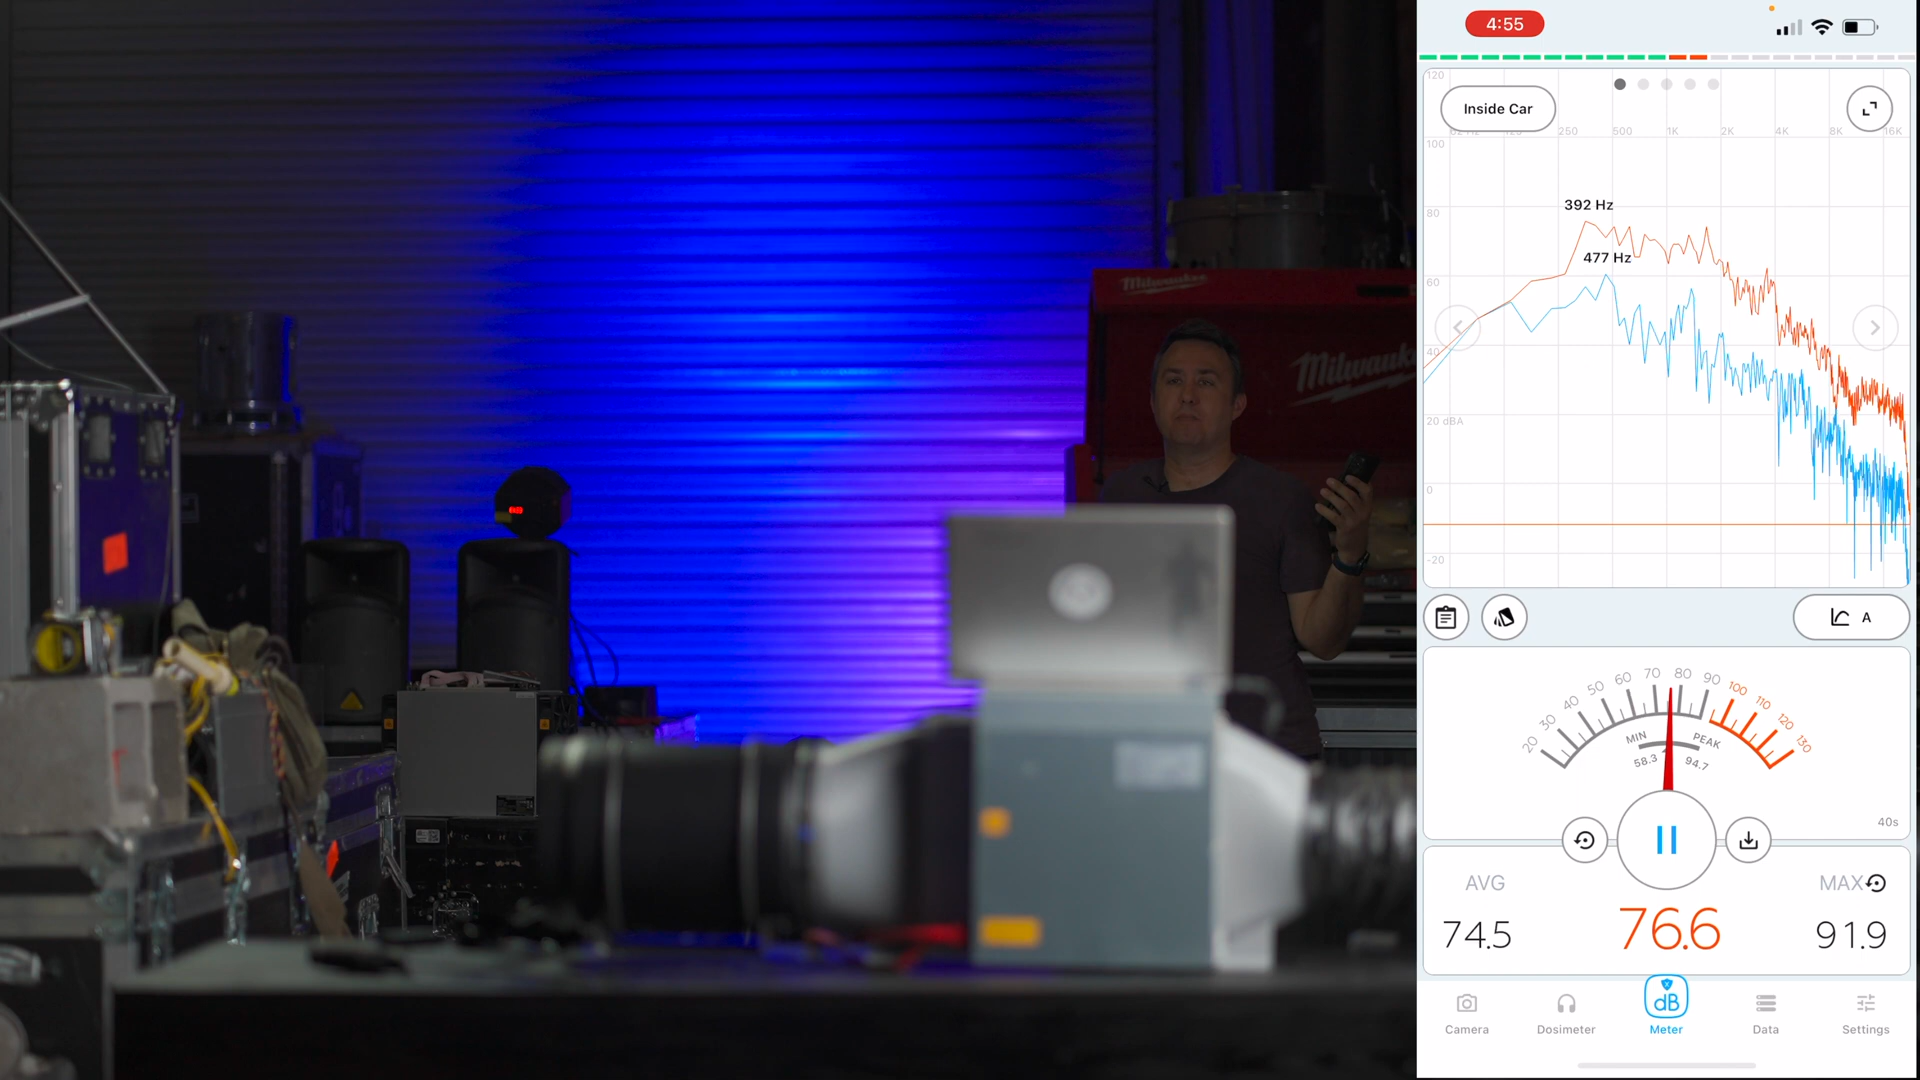 Milwaukee
Milwaukee
4:55
120
Inside Car
250
500
1K
2K
4K
8K
16K
100
392 Hz
80
477 Hz
60
40
20 dBA
0
-20
A
20
30
40
50
60
70
80
90
100
110
120
130
MIN
PEAK
58.3
94.7
40s
AVG
MAX
74.5
76.6
91.9
dB
Camera
Dosimeter
Meter
Data
Settings